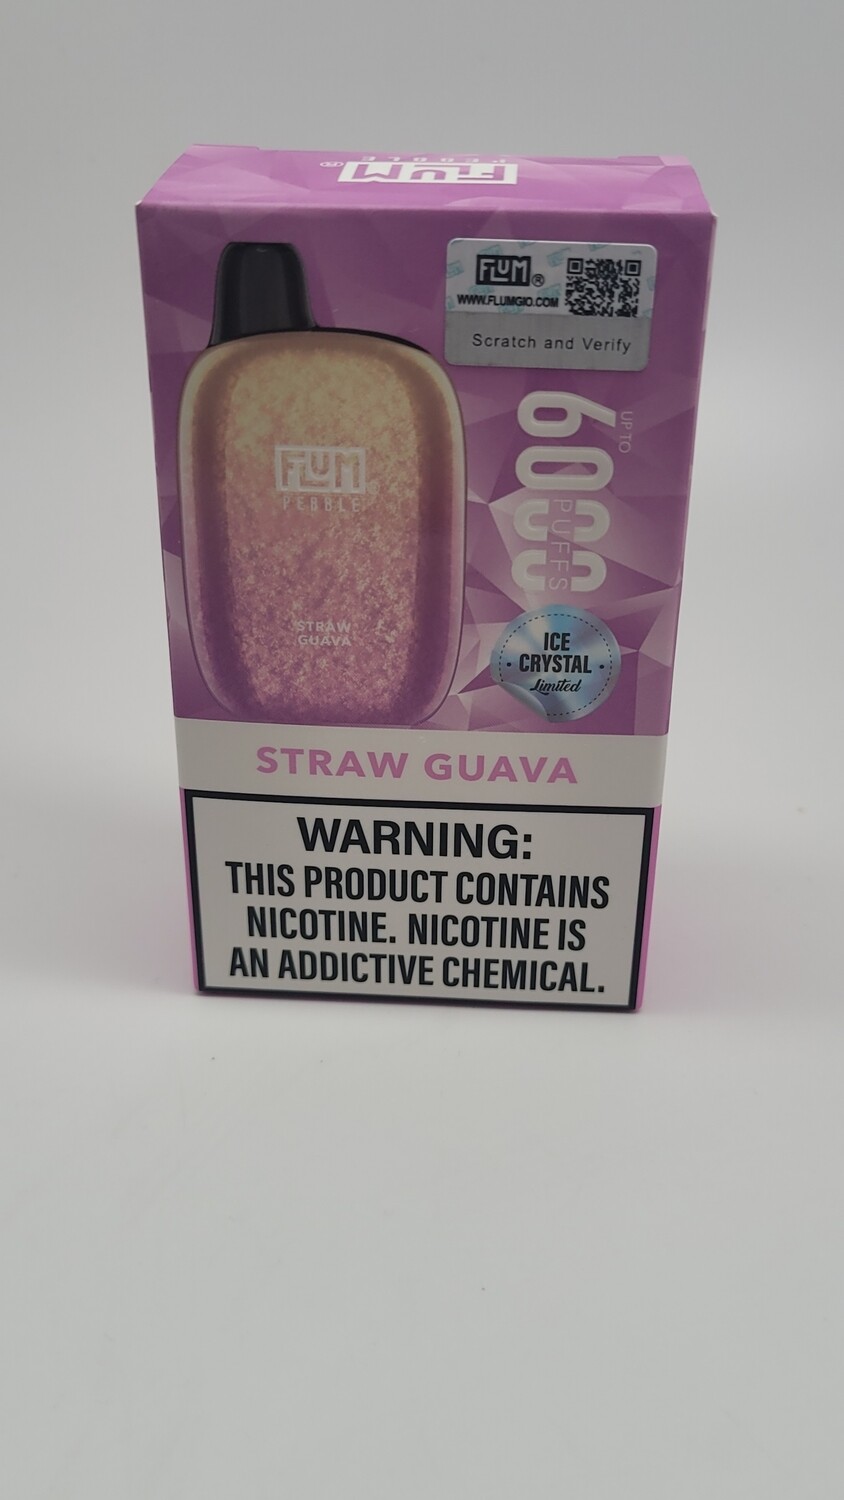 FLUM®
PEBBLE
FLUM®
WWW.FLUMGIO.COM
Scratch and Verify
UP TO
6000
PUFFS
FLUM
PEBBLE
STRAW
GUAVA
ICE
CRYSTAL
Limited
STRAW GUAVA
WARNING:
THIS PRODUCT CONTAINS
NICOTINE. NICOTINE IS
AN ADDICTIVE CHEMICAL.